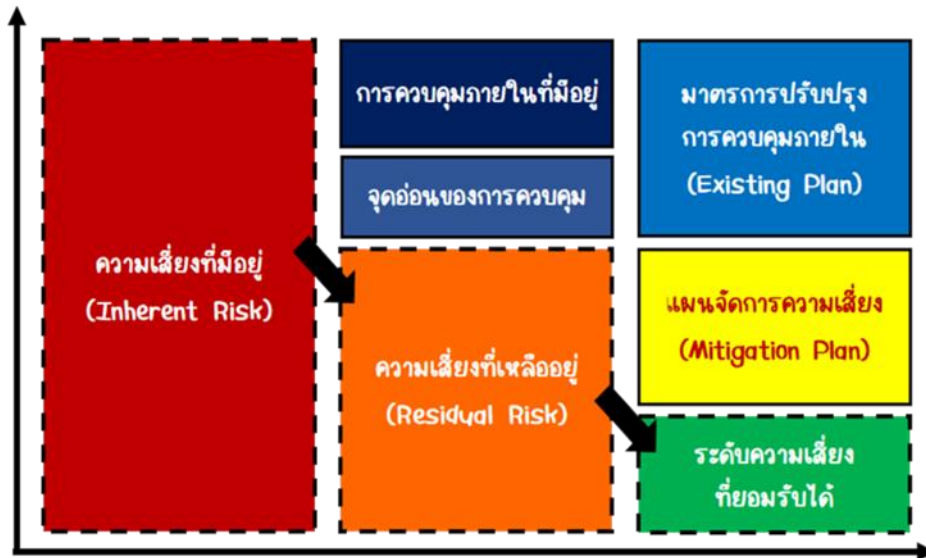 ความเสี่ยงที่มีอยู่
(Inherent Risk)
การควบคุมภายในที่มีอยู่
จุดอ่อนของการควบคุม
ความเสี่ยงที่เหลืออยู่
(Residual Risk)
มาตรการปรับปรุง
การควบคุมภายใน
(Existing Plan)
แผนจัดการความเสี่ยง
(Mitigation Plan)
ระดับความเสี่ยง
ที่ยอมรับได้